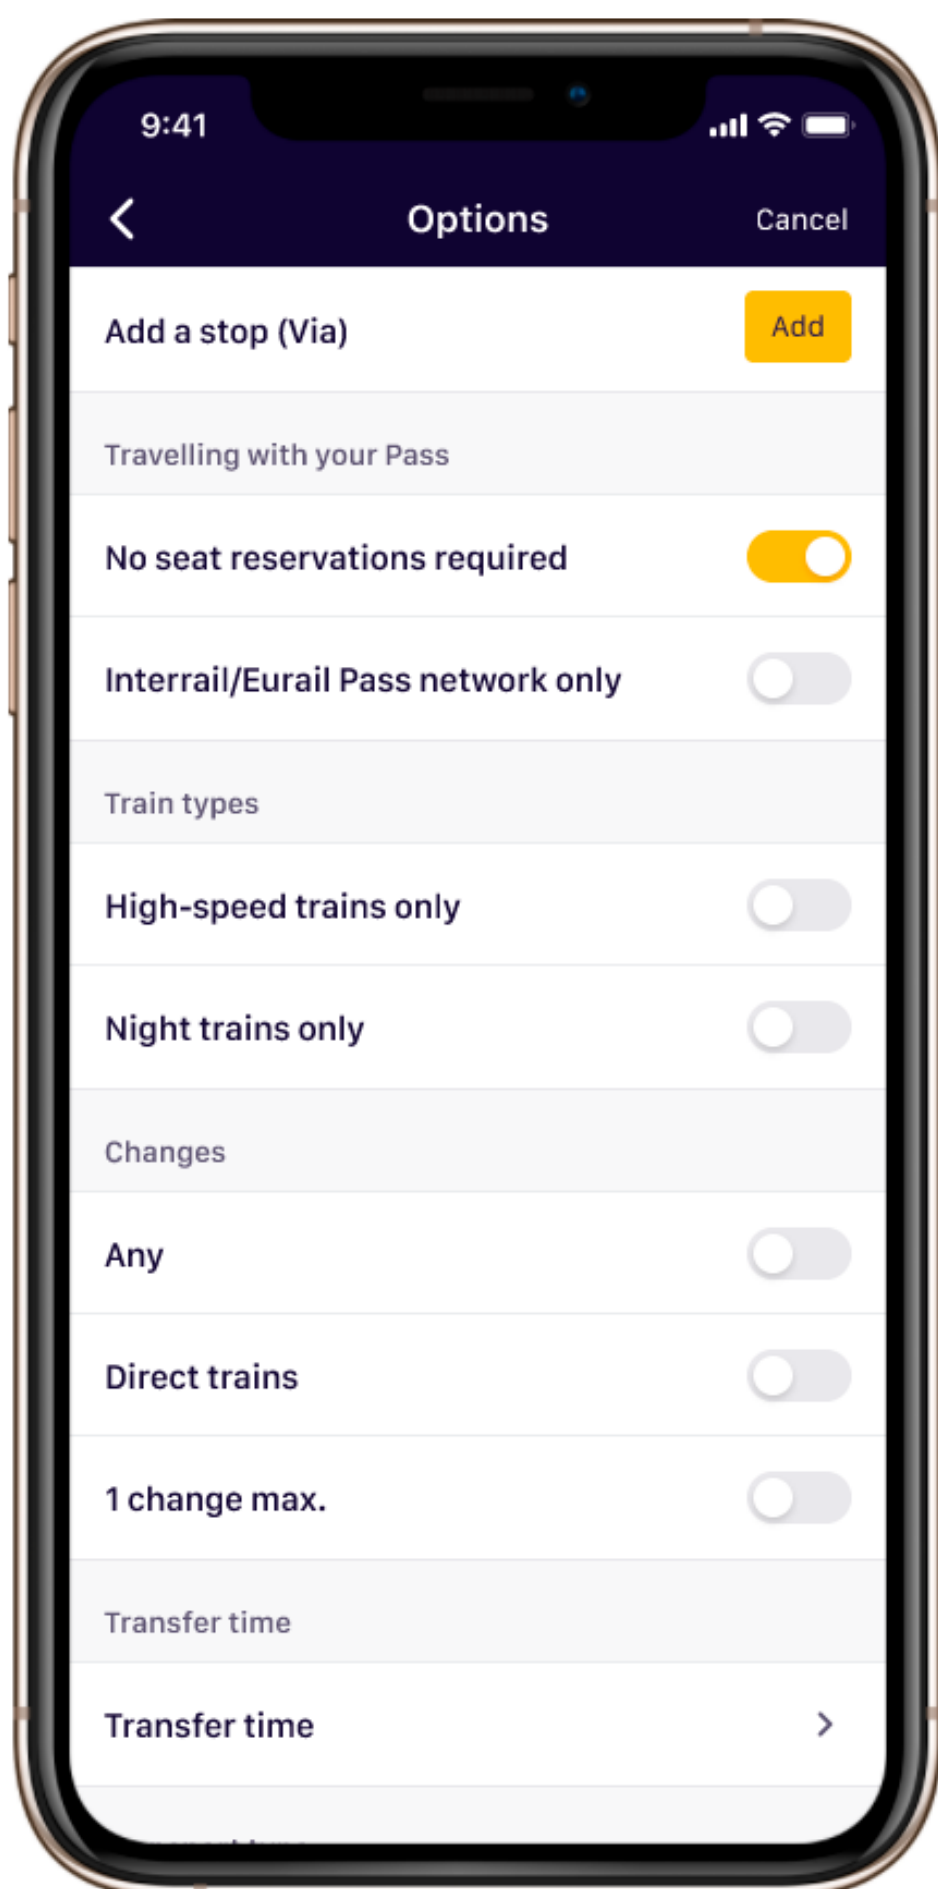 9:41
Options
Cancel
Add a stop (Via)
Add
Travelling with your Pass
No seat reservations required
Interrail/Eurail Pass network only
Train types
High-speed trains only
Night trains only
Changes
Any
Direct trains
1 change max.
Transfer time
Transfer time